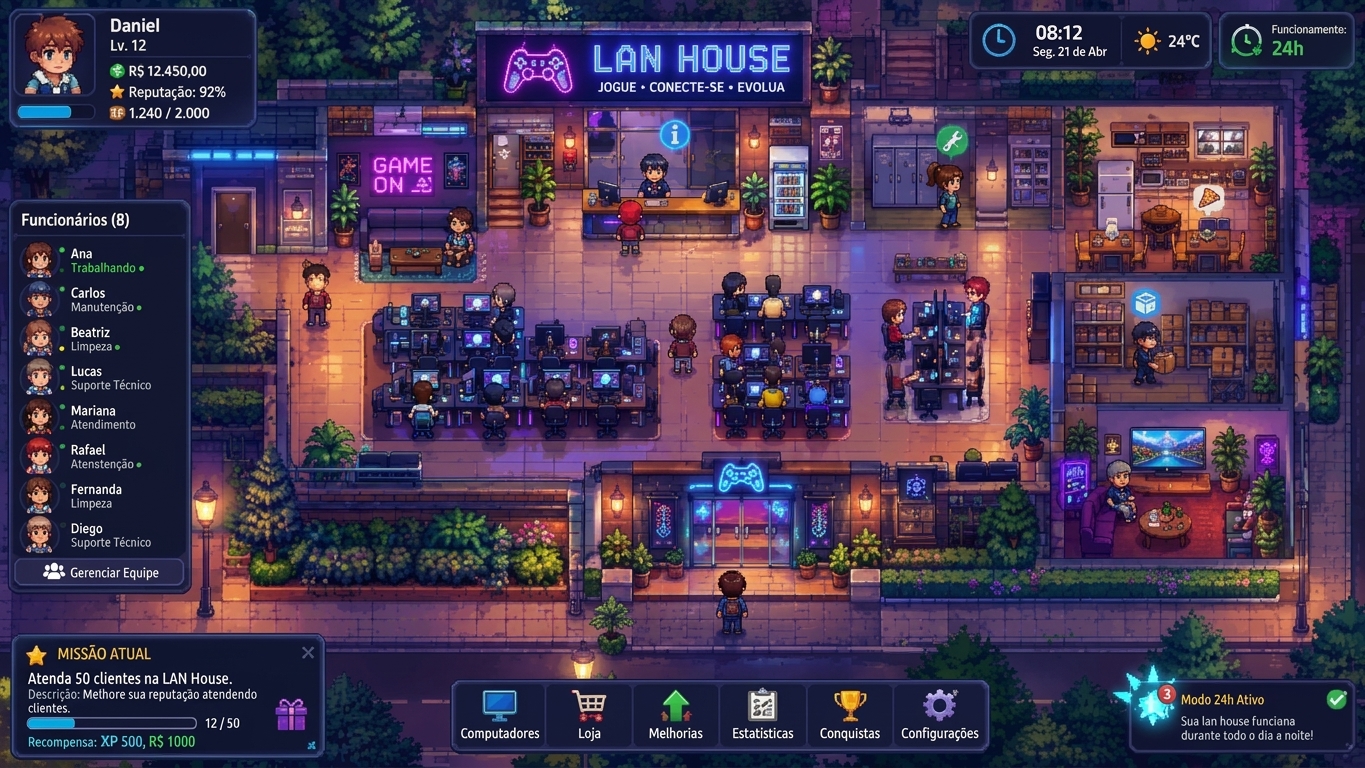 Daniel
Lv. 12
R$ 12.450,00
Reputação: 92%
1.240 / 2.000
LAN HOUSE
JOGUE • CONECTE-SE • EVOLUA
08:12
Seg. 21 de Abr
24°C
Funcionamente:
24h
GAME
ON
Funcionários (8)
Ana
Trabalhando
Carlos
Manutenção
Beatriz
Limpeza
Lucas
Suporte Técnico
Mariana
Atendimento
Rafael
Atenstenção
Fernanda
Limpeza
Diego
Suporte Técnico
Gerenciar Equipe
MISSÃO ATUAL
Atenda 50 clientes na LAN House.
Descrição: Melhore sua reputação atendendo
clientes.
12 / 50
Recompensa: XP 500, R$ 1000
Computadores
Loja
Melhorias
Estatísticas
Conquistas
Configurações
3
Modo 24h Ativo
Sua lan house funciona
durante todo o dia a noite!